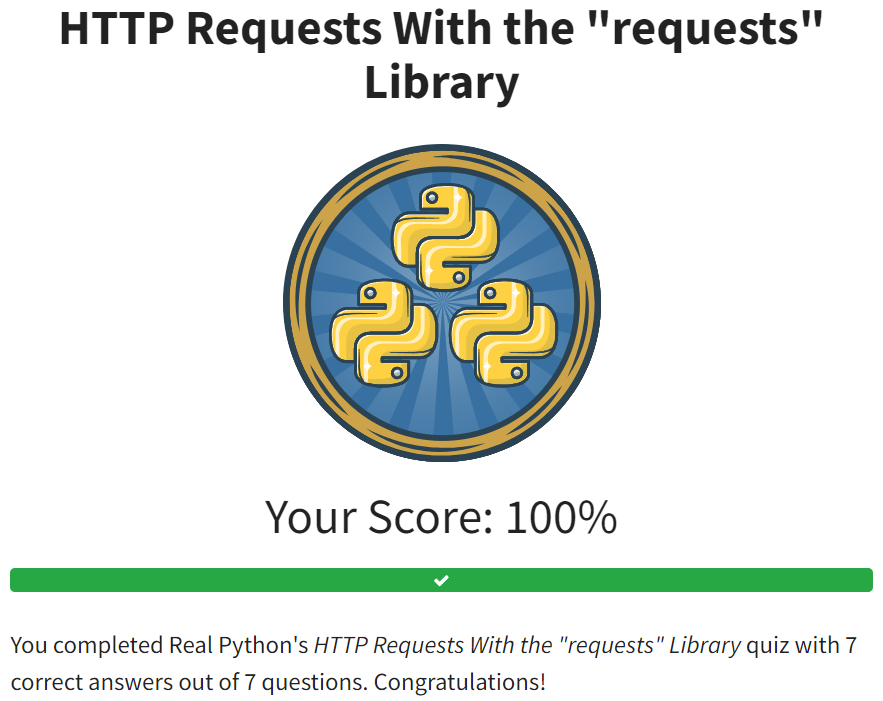 HTTP Requests With the "requests"
Library
Your Score: 100%
You completed Real Python's HTTP Requests With the "requests" Library quiz with 7
correct answers out of 7 questions. Congratulations!